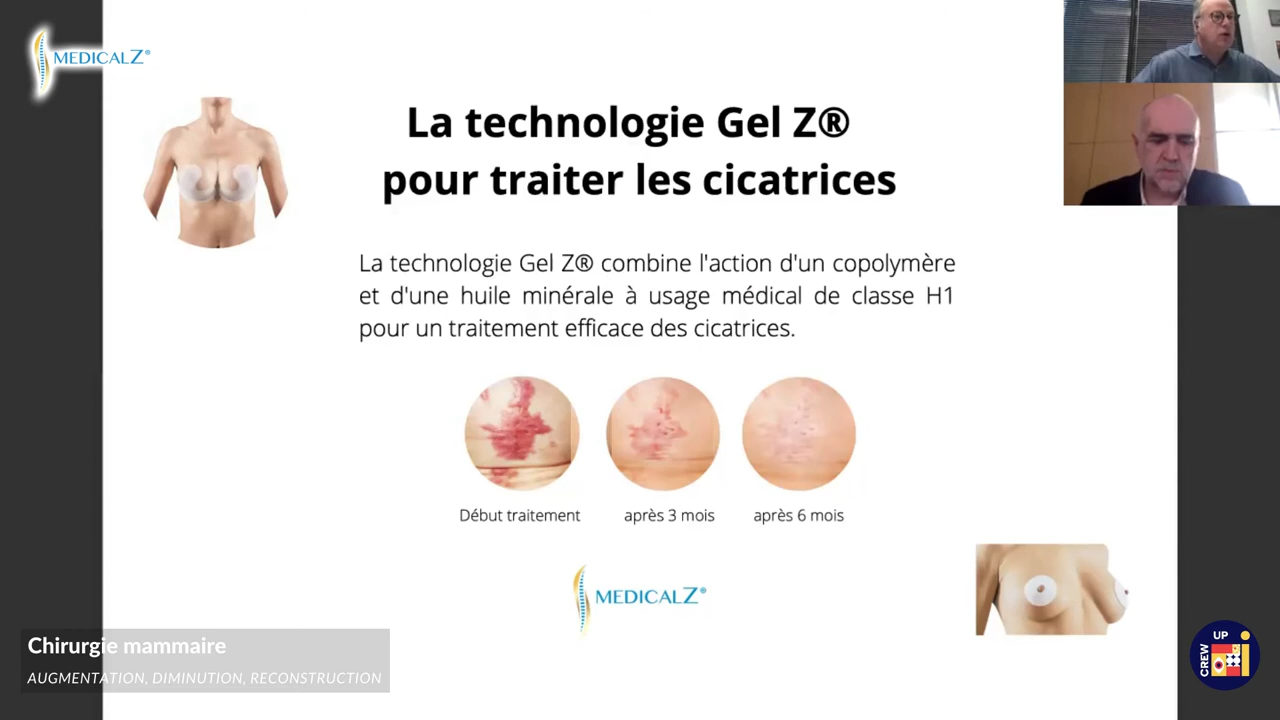 MEDICALZ®
La technologie Gel Z®
pour traiter les cicatrices
La technologie Gel Z® combine l'action d'un copolymère
et d'une huile minérale à usage médical de classe H1
pour un traitement efficace des cicatrices.
Début traitement
après 3 mois
après 6 mois
MEDICALZ®
Chirurgie mammaire
AUGMENTATION, DIMINUTION, RECONSTRUCTION
CREW
UP